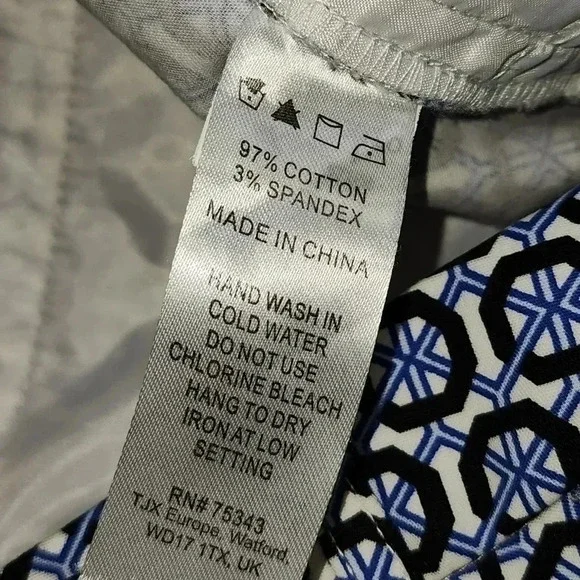 97% COTTON
3% SPANDEX
MADE IN CHINA
HAND WASH IN
COLD WATER
DO NOT USE
CHLORINE BLEACH
HANG TO DRY
IRON AT LOW
SETTING
RN# 75343
TJX Europe, Watford,
WD17 1TX, UK